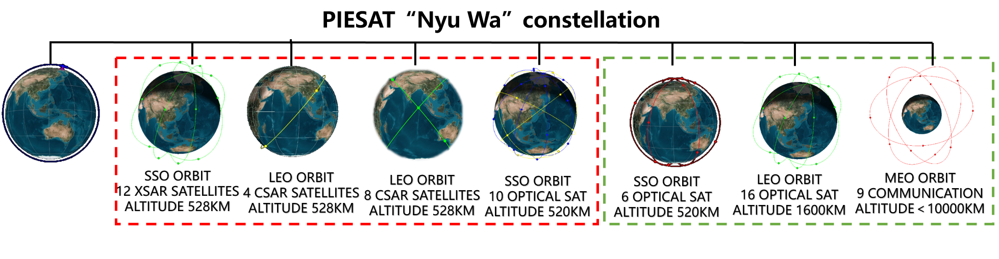 PIESAT “Nyu Wa” constellation
SSO ORBIT
12 XSAR SATELLITES
ALTITUDE 528KM
LEO ORBIT
4 CSAR SATELLITES
ALTITUDE 528KM
LEO ORBIT
8 CSAR SATELLITES
ALTITUDE 528KM
SSO ORBIT
10 OPTICAL SAT
ALTITUDE 520KM
SSO ORBIT
6 OPTICAL SAT
ALTITUDE 520KM
LEO ORBIT
16 OPTICAL SAT
ALTITUDE 1600KM
MEO ORBIT
9 COMMUNICATION
ALTITUDE＜10000KM